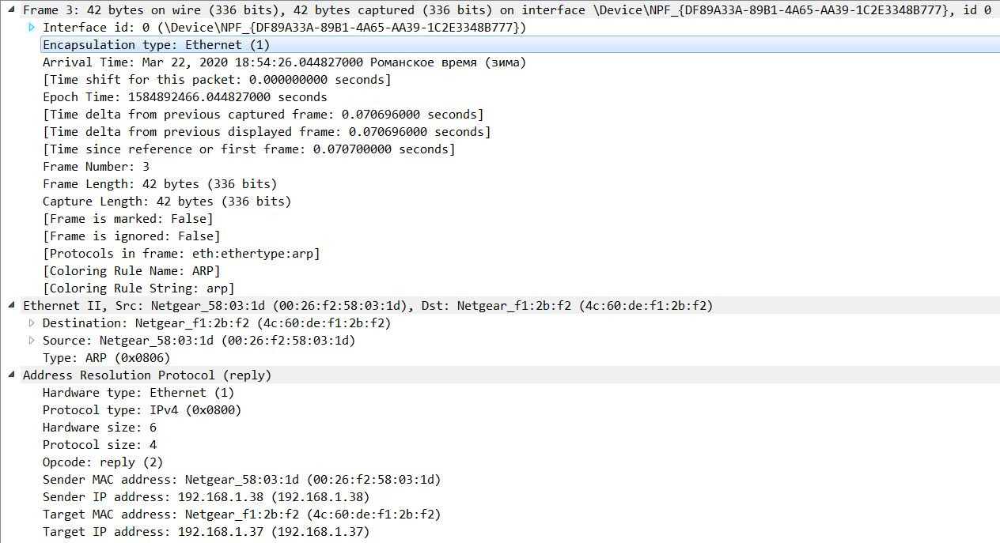 Frame 3: 42 bytes on wire (336 bits), 42 bytes captured (336 bits) on interface \Device\NPF_{DF89A33A-89B1-4A65-AA39-1C2E3348B777}, id 0
Interface id: 0 (\Device\NPF_{DF89A33A-89B1-4A65-AA39-1C2E3348B777})
Encapsulation type: Ethernet (1)
Arrival Time: Mar 22, 2020 18:54:26.044827000 Романское время (зима)
[Time shift for this packet: 0.000000000 seconds]
Epoch Time: 1584892466.044827000 seconds
[Time delta from previous captured frame: 0.070696000 seconds]
[Time delta from previous displayed frame: 0.070696000 seconds]
[Time since reference or first frame: 0.070700000 seconds]
Frame Number: 3
Frame Length: 42 bytes (336 bits)
Capture Length: 42 bytes (336 bits)
[Frame is marked: False]
[Frame is ignored: False]
[Protocols in frame: eth:ethertype:arp]
[Coloring Rule Name: ARP]
[Coloring Rule String: arp]
Ethernet II, Src: Netgear_58:03:1d (00:26:f2:58:03:1d), Dst: Netgear_f1:2b:f2 (4c:60:de:f1:2b:f2)
Destination: Netgear_f1:2b:f2 (4c:60:de:f1:2b:f2)
Source: Netgear_58:03:1d (00:26:f2:58:03:1d)
Type: ARP (0x0806)
Address Resolution Protocol (reply)
Hardware type: Ethernet (1)
Protocol type: IPv4 (0x0800)
Hardware size: 6
Protocol size: 4
Opcode: reply (2)
Sender MAC address: Netgear_58:03:1d (00:26:f2:58:03:1d)
Sender IP address: 192.168.1.38 (192.168.1.38)
Target MAC address: Netgear_f1:2b:f2 (4c:60:de:f1:2b:f2)
Target IP address: 192.168.1.37 (192.168.1.37)